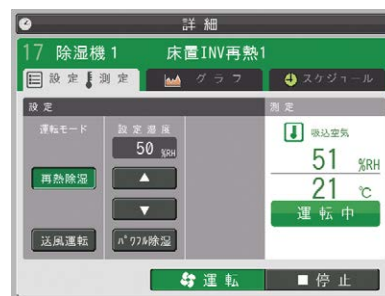 詳細
17 除湿機1 床置INV再熱1
設定 測定 グラフ スケジュール
設定
運転モード 設定湿度
50 %RH
再熱除湿
送風運転 パワフル除湿
測定
吸込空気
51 %RH
21 ℃
運転中
運転 停止